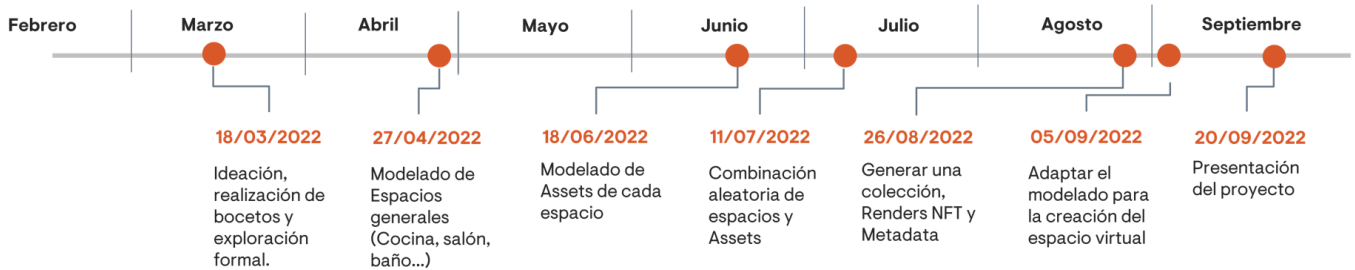 Febrero
Marzo
Abril
Mayo
Junio
Julio
Agosto
Septiembre
18/03/2022
Ideación,
realización de
bocetos y
exploración
formal.
27/04/2022
Modelado de
Espacios
generales
(Cocina, salón,
baño...)
18/06/2022
Modelado de
Assets de cada
espacio
11/07/2022
Combinación
aleatoria de
espacios y
Assets
26/08/2022
Generar una
colección,
Renders NFT y
Metadata
05/09/2022
Adaptar el
modelado para
la creación del
espacio virtual
20/09/2022
Presentación
del proyecto